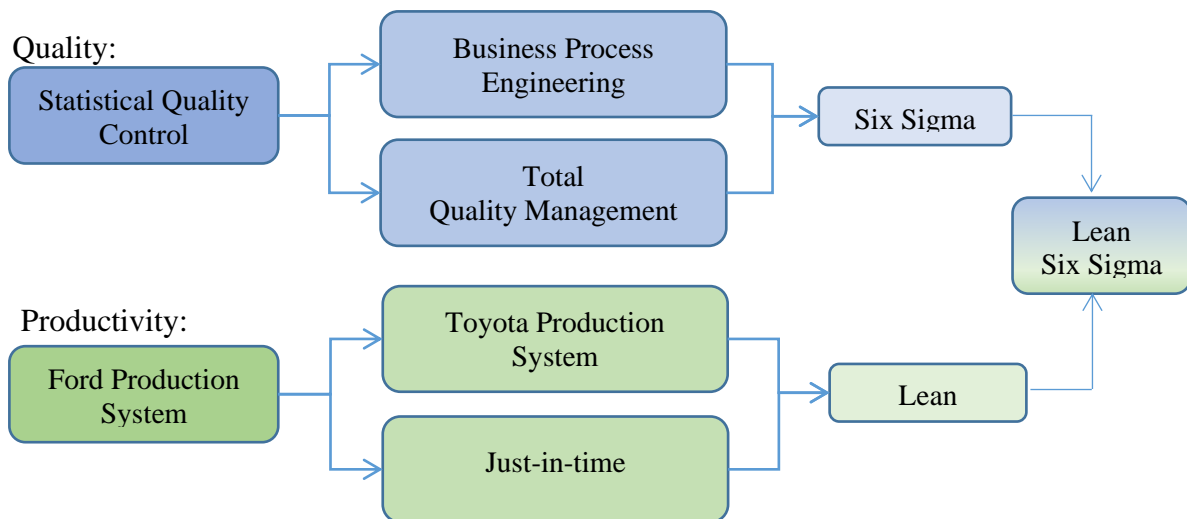 Quality:
Statistical Quality
Control
Business Process
Engineering
Total
Quality Management
Six Sigma
Lean
Six Sigma
Productivity:
Ford Production
System
Toyota Production
System
Just-in-time
Lean